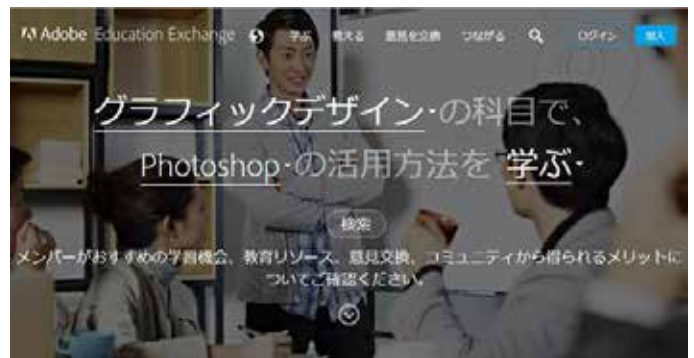 Adobe Education Exchange 学ぶ 教える 意見を交換 つながる ログイン 加入
グラフィックデザイン の科目で、
Photoshop の活用方法を 学ぶ
検索
メンバーがおすすめの学習機会、教育リソース、意見交換、コミュニティから得られるメリットに
ついてご確認ください。